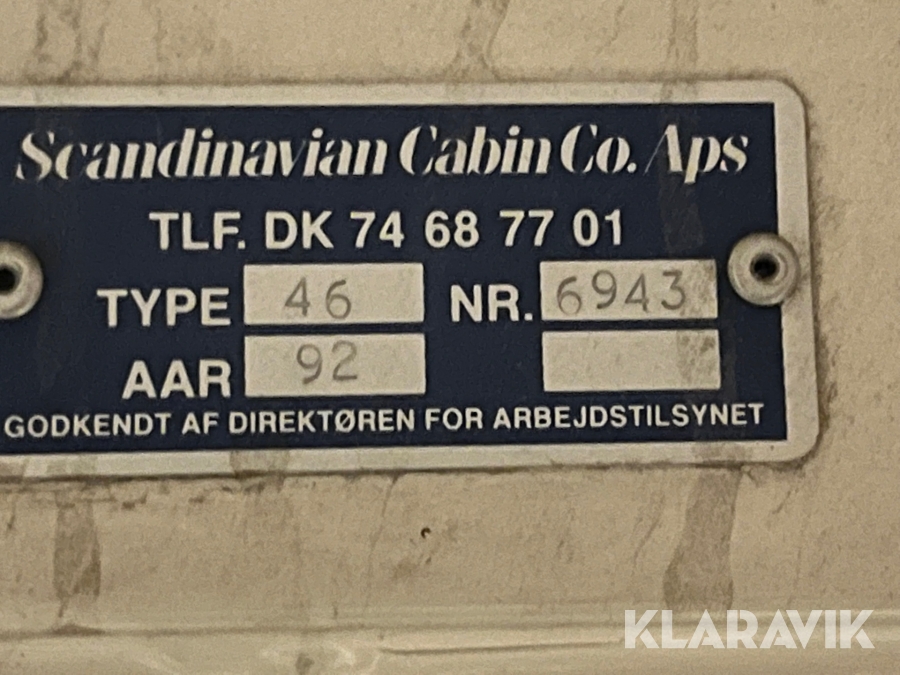 Scandinavian Cabin Co. Aps
TLF. DK 74 68 77 01
TYPE 46 NR. 6943
AAR 92
GODKENDT AF DIREKTØREN FOR ARBEJDSTILSYNET
KLARAVIK